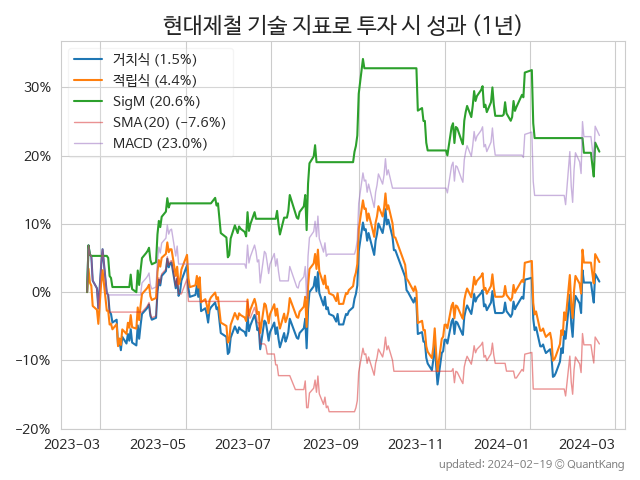 현대제철 기술 지표로 투자 시 성과 (1년)
거치식 (1.5%)
적립식 (4.4%)
SigM (20.6%)
SMA(20) (−7.6%)
MACD (23.0%)
30%
20%
10%
0%
−10%
−20%
2023-03 2023-05 2023-07 2023-09 2023-11 2024-01 2024-03
updated: 2024-02-19 ⓒ QuantKang